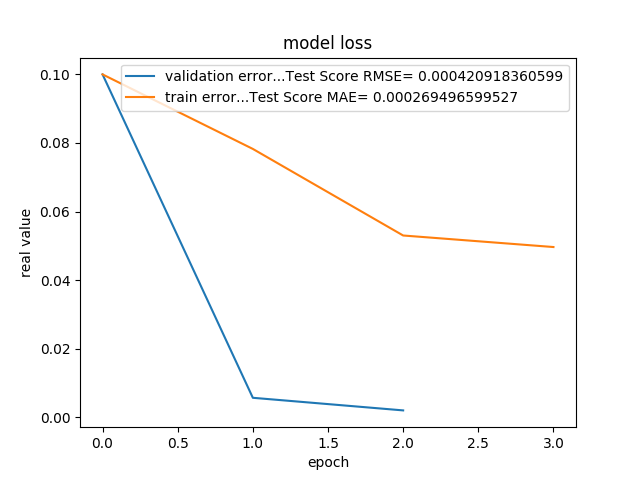 model loss
validation error...Test Score RMSE= 0.000420918360599
train error...Test Score MAE= 0.000269496599527
real value
0.10
0.08
0.06
0.04
0.02
0.00
0.0 0.5 1.0 1.5 2.0 2.5 3.0
epoch